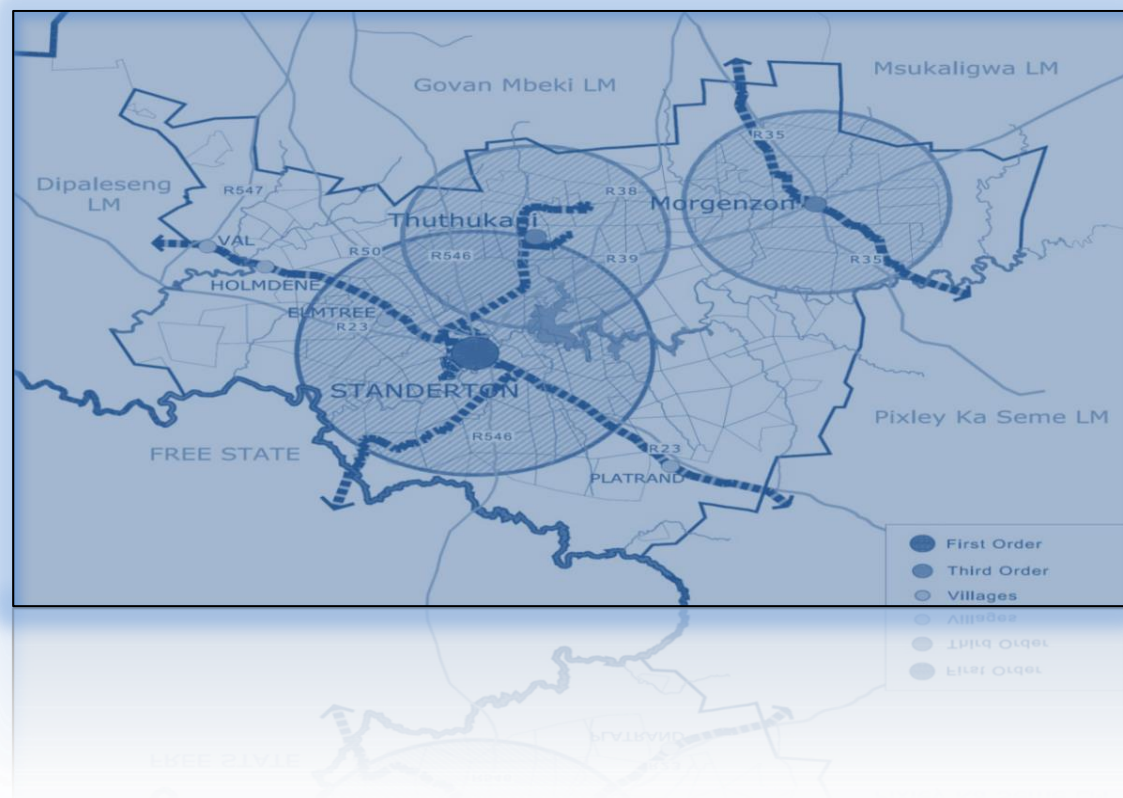 Govan Mbeki LM
Msukaligwa LM
R35
Dipaleseng
LM
R547
R38
Morgenzon
VAL
R50
R546
R39
R35
HOLMDENE
ELMTREE
R23
STANDERTON
Pixley Ka Seme LM
R546
FREE STATE
R23
PLATRAND
First Order
Third Order
Villages